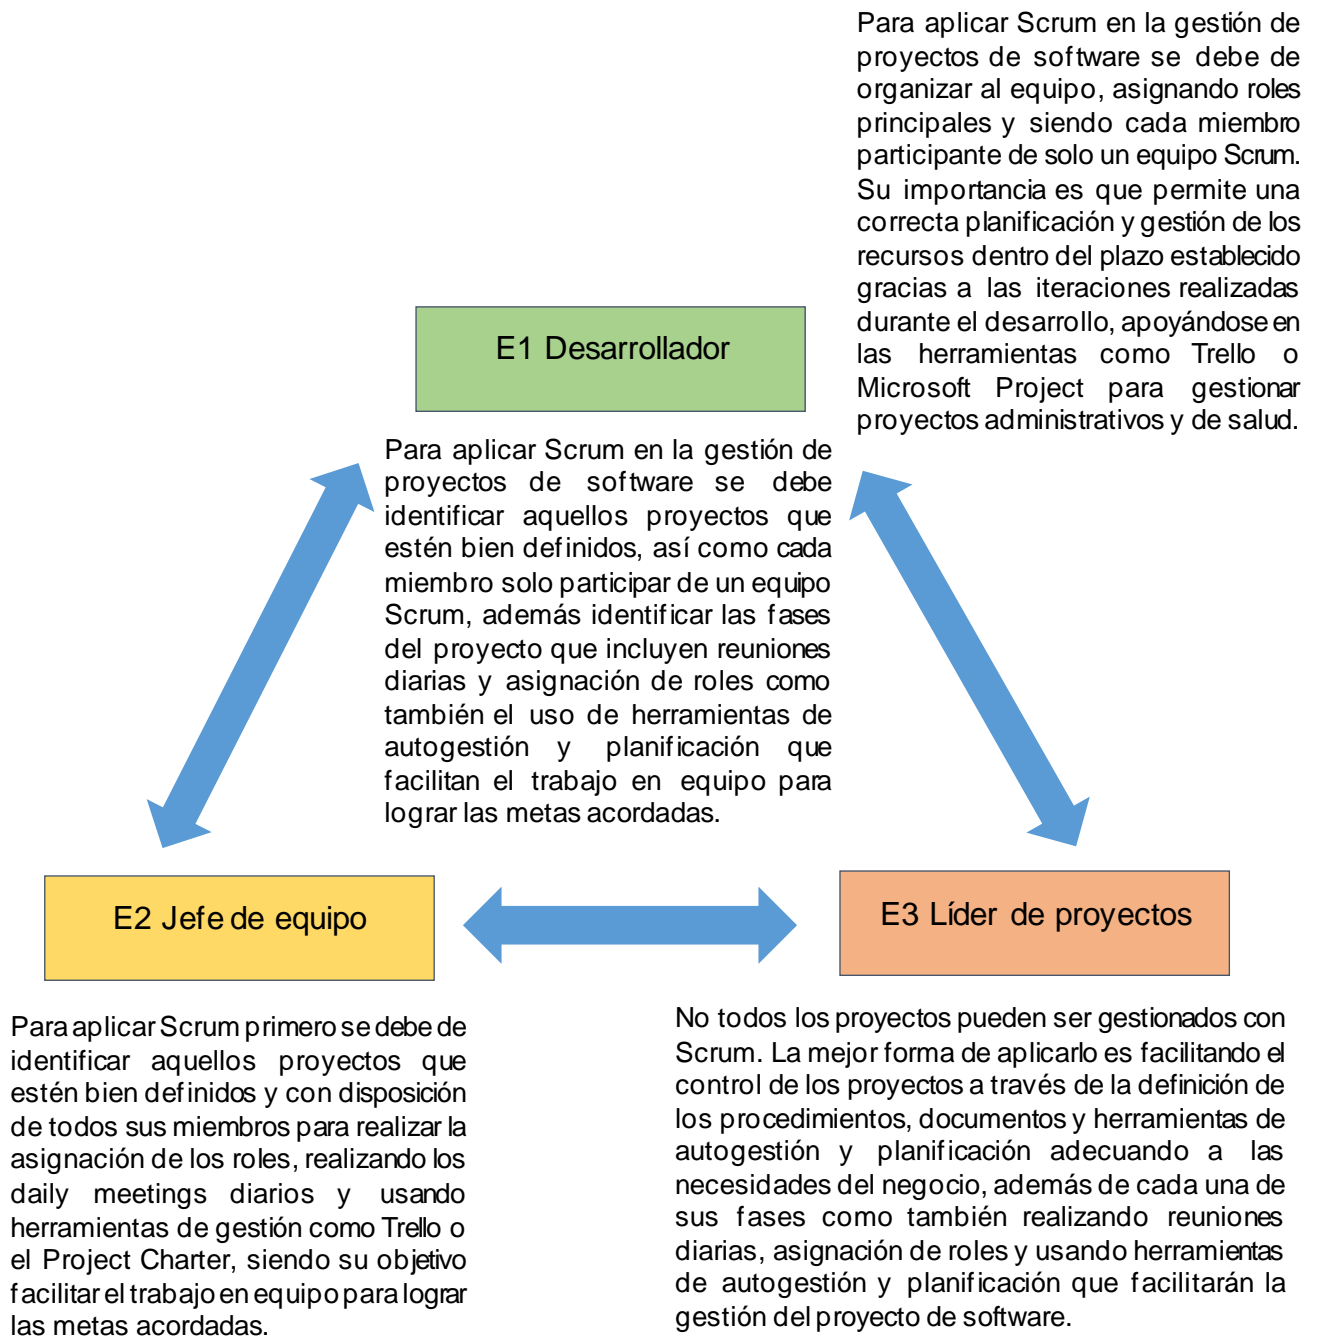 Para aplicar Scrum en la gestión de
proyectos de software se debe de
organizar al equipo, asignando roles
principales y siendo cada miembro
participante de solo un equipo Scrum.
Su importancia es que permite una
correcta planificación y gestión de los
recursos dentro del plazo establecido
gracias a las iteraciones realizadas
durante el desarrollo, apoyándose en
las herramientas como Trello o
Microsoft Project para gestionar
proyectos administrativos y de salud.
E1 Desarrollador
Para aplicar Scrum en la gestión de
proyectos de software se debe
identificar aquellos proyectos que
estén bien definidos, así como cada
miembro solo participar de un equipo
Scrum, además identificar las fases
del proyecto que incluyen reuniones
diarias y asignación de roles como
también el uso de herramientas de
autogestión y planificación que
facilitan el trabajo en equipo para
lograr las metas acordadas.
E2 Jefe de equipo
Para aplicar Scrum primero se debe de
identificar aquellos proyectos que
estén bien definidos y con disposición
de todos sus miembros para realizar la
asignación de los roles, realizando los
daily meetings diarios y usando
herramientas de gestión como Trello o
el Project Charter, siendo su objetivo
facilitar el trabajo en equipo para lograr
las metas acordadas.
E3 Líder de proyectos
No todos los proyectos pueden ser gestionados con
Scrum. La mejor forma de aplicarlo es facilitando el
control de los proyectos a través de la definición de
los procedimientos, documentos y herramientas de
autogestión y planificación adecuando a las
necesidades del negocio, además de cada una de
sus fases como también realizando reuniones
diarias, asignación de roles y usando herramientas
de autogestión y planificación que facilitarán la
gestión del proyecto de software.